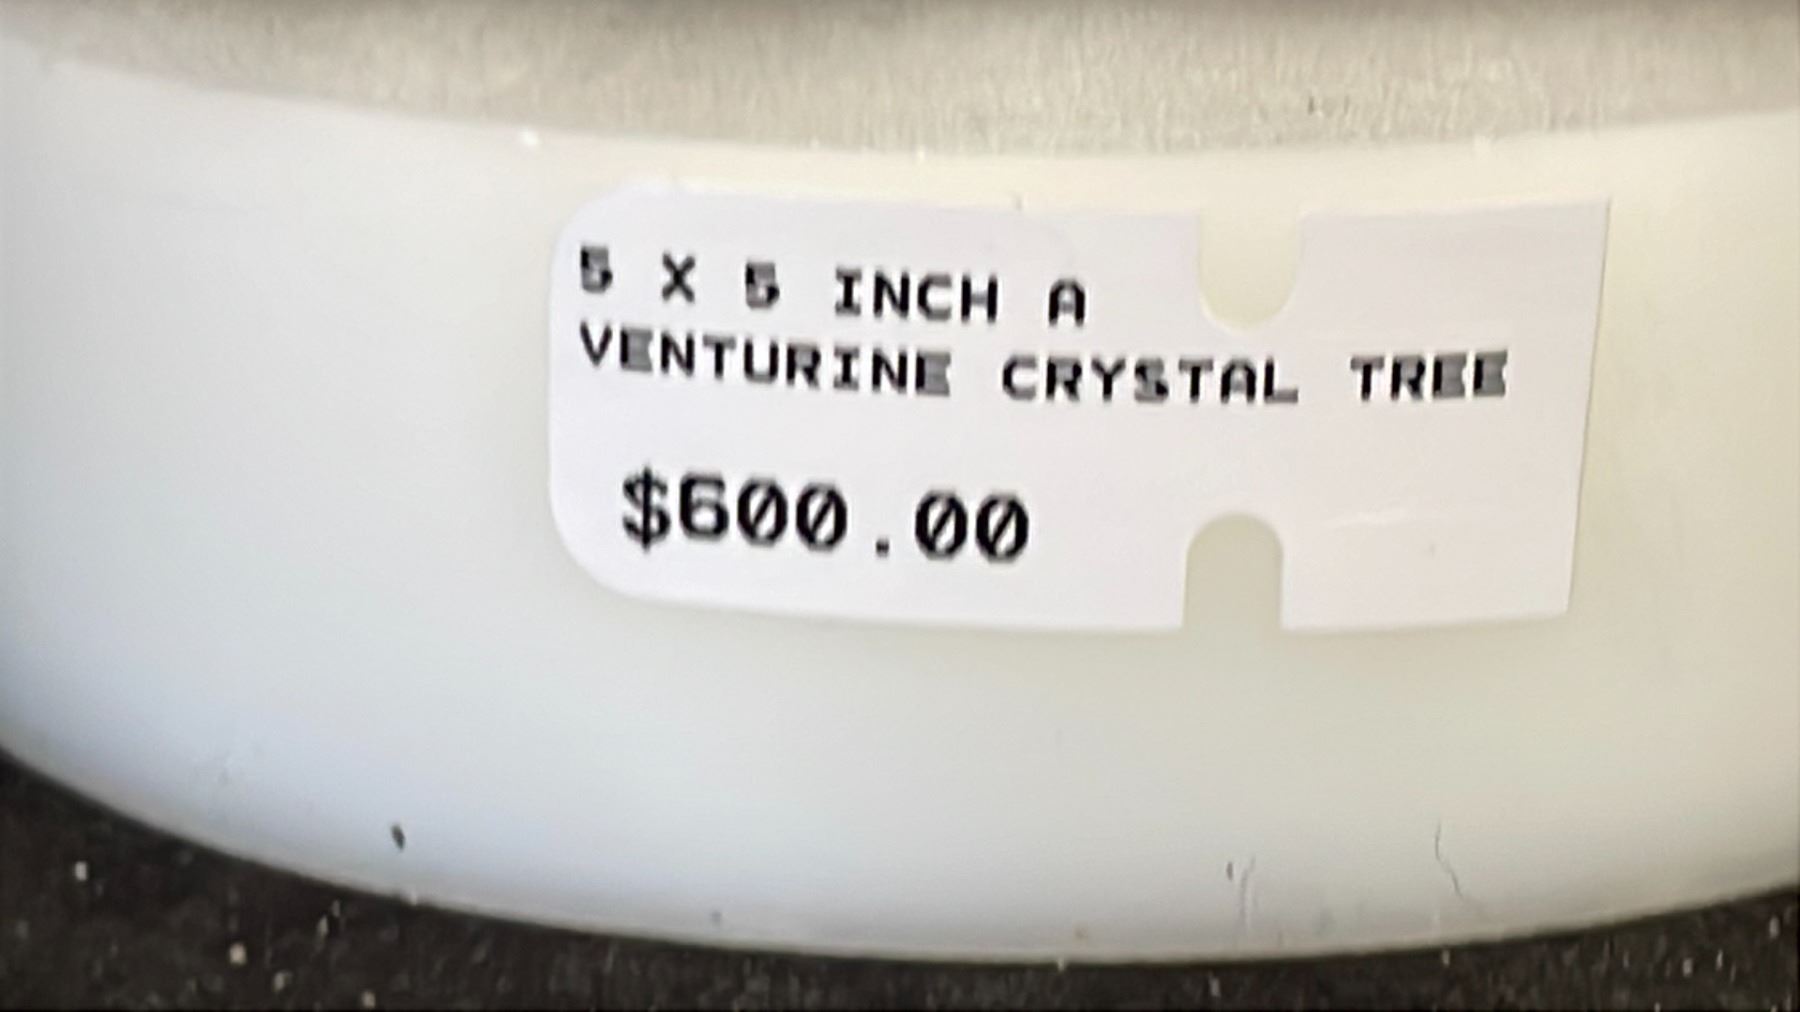 5 X 5 INCH A
VENTURINE CRYSTAL TREE
$600.00